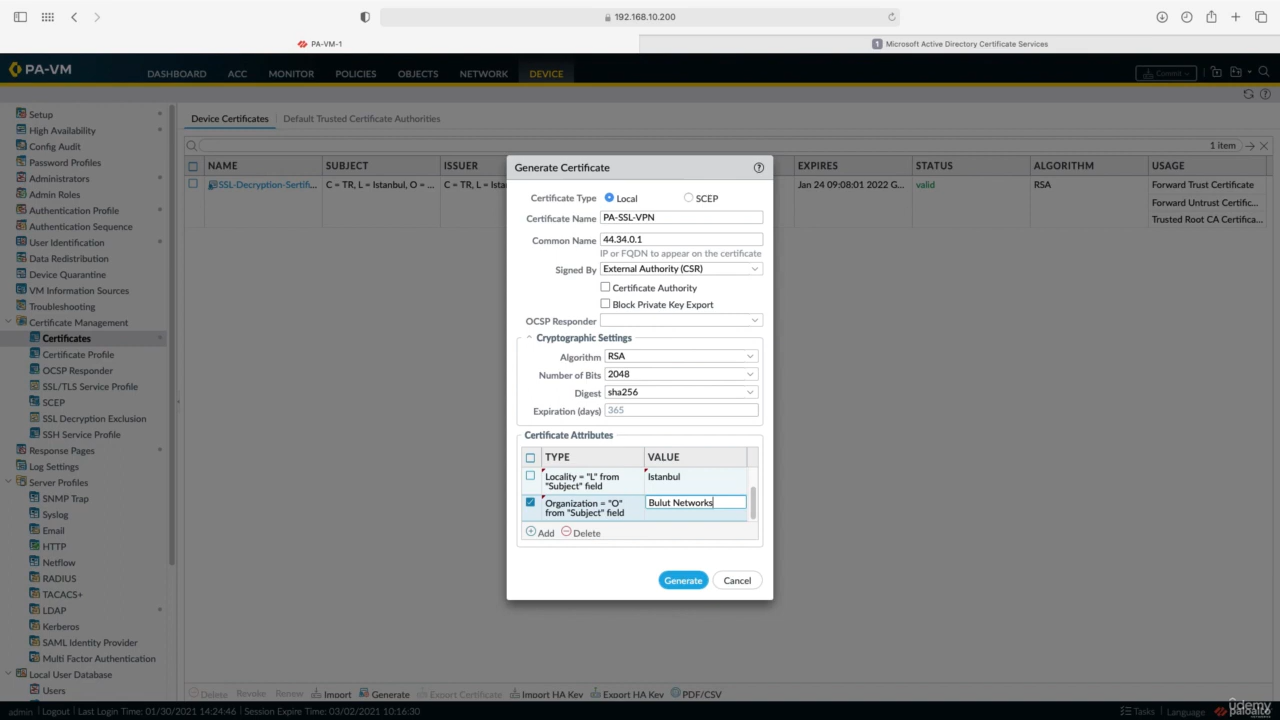 192.168.10.200
PA-VM-1
1 Microsoft Active Directory Certificate Services
PA-VM
DASHBOARD ACC MONITOR POLICIES OBJECTS NETWORK DEVICE
Commit
Setup
High Availability
Config Audit
Password Profiles
Administrators
Admin Roles
Authentication Profile
Authentication Sequence
User Identification
Data Redistribution
Device Quarantine
VM Information Sources
Troubleshooting
Certificate Management
Certificates
Certificate Profile
OCSP Responder
SSL/TLS Service Profile
SCEP
SSL Decryption Exclusion
SSH Service Profile
Response Pages
Log Settings
Server Profiles
SNMP Trap
Syslog
Email
HTTP
Netflow
RADIUS
TACACS+
LDAP
Kerberos
SAML Identity Provider
Multi Factor Authentication
Local User Database
Users
Device Certificates Default Trusted Certificate Authorities
1 item
NAME SUBJECT ISSUER EXPIRES STATUS ALGORITHM USAGE
SSL-Decryption-Sertifi... C = TR, L = Istanbul, O = ... C = TR, L = Ista Jan 24 09:08:01 2022 G... valid RSA Forward Trust Certificate
Forward Untrust Certific...
Trusted Root CA Certifica...
Generate Certificate
Certificate Type Local SCEP
Certificate Name PA-SSL-VPN
Common Name 44.34.0.1
IP or FQDN to appear on the certificate
Signed By External Authority (CSR)
Certificate Authority
Block Private Key Export
OCSP Responder
Cryptographic Settings
Algorithm RSA
Number of Bits 2048
Digest sha256
Expiration (days) 365
Certificate Attributes
TYPE VALUE
Locality = "L" from Istanbul
"Subject" field
Organization = "O" Bulut Networks
from "Subject" field
Add Delete
Generate Cancel
Delete Revoke Renew Import Generate Export Certificate Import HA Key Export HA Key PDF/CSV
admin | Logout | Last Login Time: 01/30/2021 14:24:46 | Session Expire Time: 03/02/2021 10:16:30
Tasks | Language
paloalto
udemy